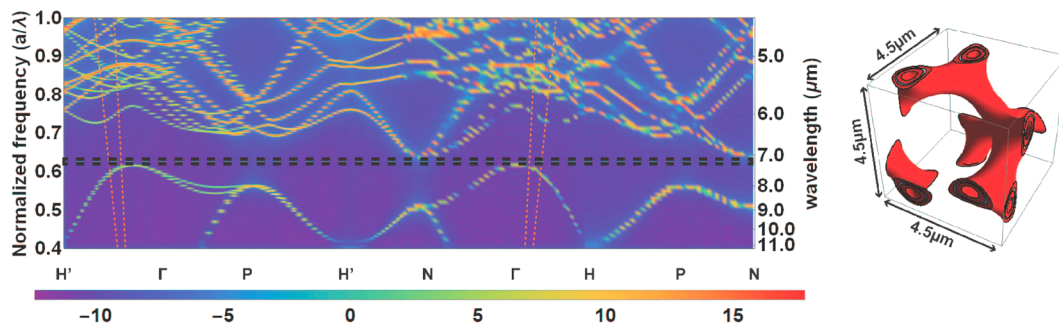 Normalized frequency (a/λ)
1.0
0.9
0.8
0.7
0.6
0.5
0.4
5.0
6.0
7.0
8.0
9.0
10.0
11.0
wavelength (μm)
H' Γ P H' N Γ H P N
−10 −5 0 5 10 15
4.5μm
4.5μm
4.5μm